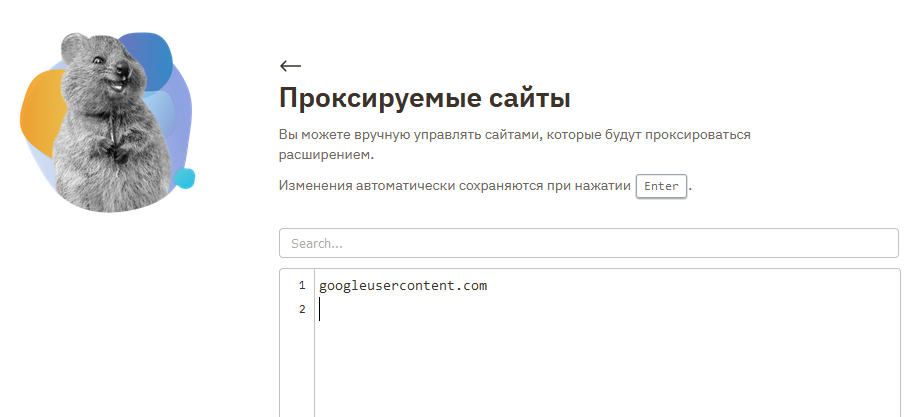 Проксируемые сайты
Вы можете вручную управлять сайтами, которые будут проксироваться
расширением.
Изменения автоматически сохраняются при нажатии Enter.
Search...
1 googleusercontent.com
2